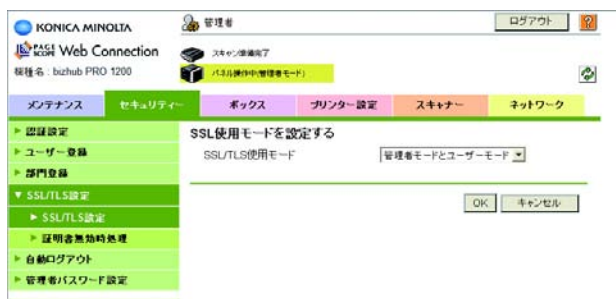 KONICA MINOLTA
管理者
ログアウト
?
PAGE SCOPE Web Connection
スキャン準備完了
機種名 : bizhub PRO 1200
パネル操作中(管理者モード)
メンテナンス セキュリティー ボックス プリンター設定 スキャナー ネットワーク
認証設定
ユーザー登録
部門登録
SSL/TLS設定
SSL/TLS設定
証明書無効時処理
自動ログアウト
管理者パスワード設定
SSL使用モードを設定する
SSL/TLS使用モード 管理者モードとユーザーモード
OK キャンセル